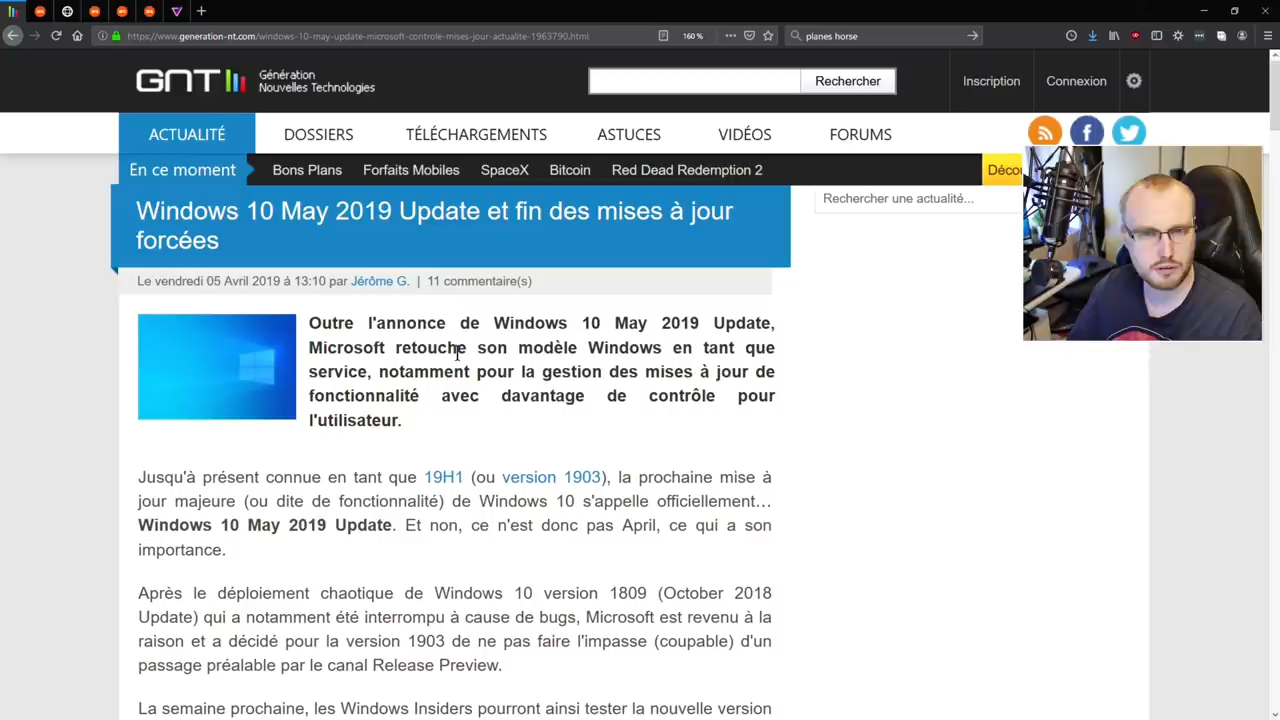 https://www.generation-nt.com/windows-10-may-update-microsoft-controle-mises-jour-actualite-1963790.html
160 %
planes horse
GNT
Génération
Nouvelles Technologies
Rechercher
Inscription
Connexion
ACTUALITÉ
DOSSIERS
TÉLÉCHARGEMENTS
ASTUCES
VIDÉOS
FORUMS
En ce moment
Bons Plans
Forfaits Mobiles
SpaceX
Bitcoin
Red Dead Redemption 2
Décou
Windows 10 May 2019 Update et fin des mises à jour
forcées
Rechercher une actualité...
Le vendredi 05 Avril 2019 à 13:10 par Jérôme G. | 11 commentaire(s)
Outre l'annonce de Windows 10 May 2019 Update,
Microsoft retouche son modèle Windows en tant que
service, notamment pour la gestion des mises à jour de
fonctionnalité avec davantage de contrôle pour
l'utilisateur.
Jusqu'à présent connue en tant que 19H1 (ou version 1903), la prochaine mise à
jour majeure (ou dite de fonctionnalité) de Windows 10 s'appelle officiellement…
Windows 10 May 2019 Update. Et non, ce n'est donc pas April, ce qui a son
importance.
Après le déploiement chaotique de Windows 10 version 1809 (October 2018
Update) qui a notamment été interrompu à cause de bugs, Microsoft est revenu à la
raison et a décidé pour la version 1903 de ne pas faire l'impasse (coupable) d'un
passage préalable par le canal Release Preview.
La semaine prochaine, les Windows Insiders pourront ainsi tester la nouvelle version